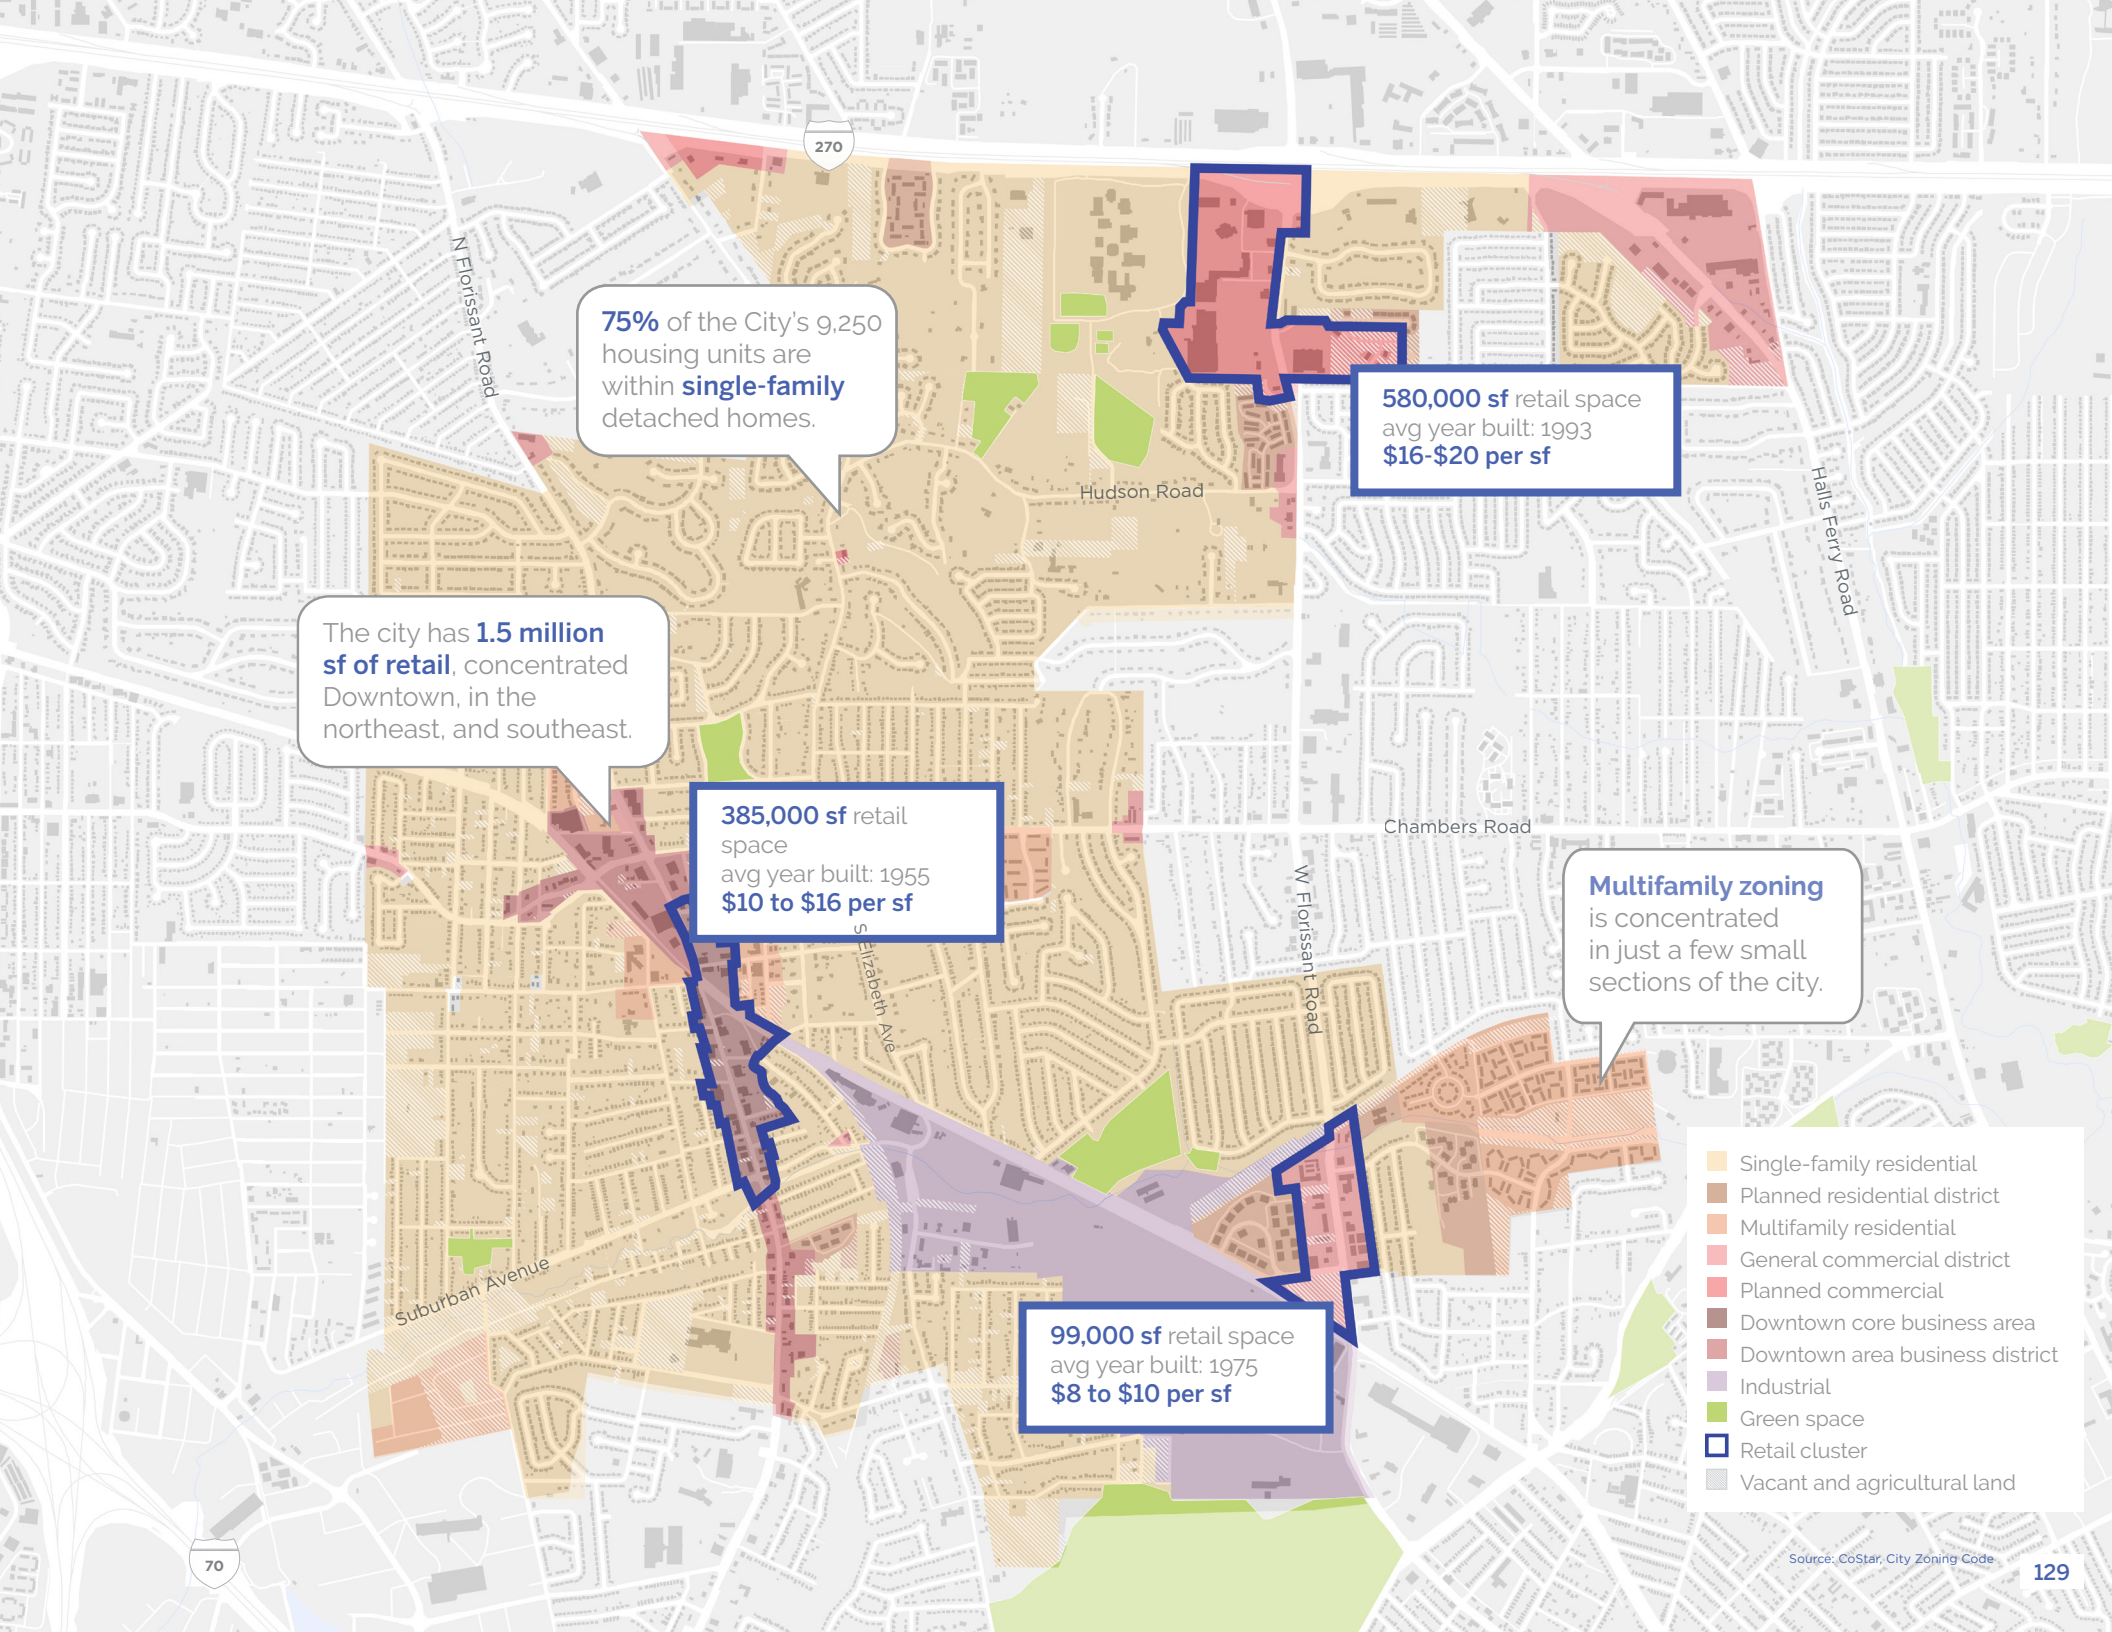 270
N Florissant Road
75% of the City's 9,250
housing units are
within single-family
detached homes.
580,000 sf retail space
avg year built: 1993
$16-$20 per sf
Hudson Road
Halls Ferry Road
The city has 1.5 million
sf of retail, concentrated
Downtown, in the
northeast, and southeast.
385,000 sf retail
space
avg year built: 1955
$10 to $16 per sf
Chambers Road
S Elizabeth Ave
W Florissant Road
Multifamily zoning
is concentrated
in just a few small
sections of the city.
Suburban Avenue
99,000 sf retail space
avg year built: 1975
$8 to $10 per sf
Single-family residential
Planned residential district
Multifamily residential
General commercial district
Planned commercial
Downtown core business area
Downtown area business district
Industrial
Green space
Retail cluster
Vacant and agricultural land
70
Source: CoStar, City Zoning Code
129